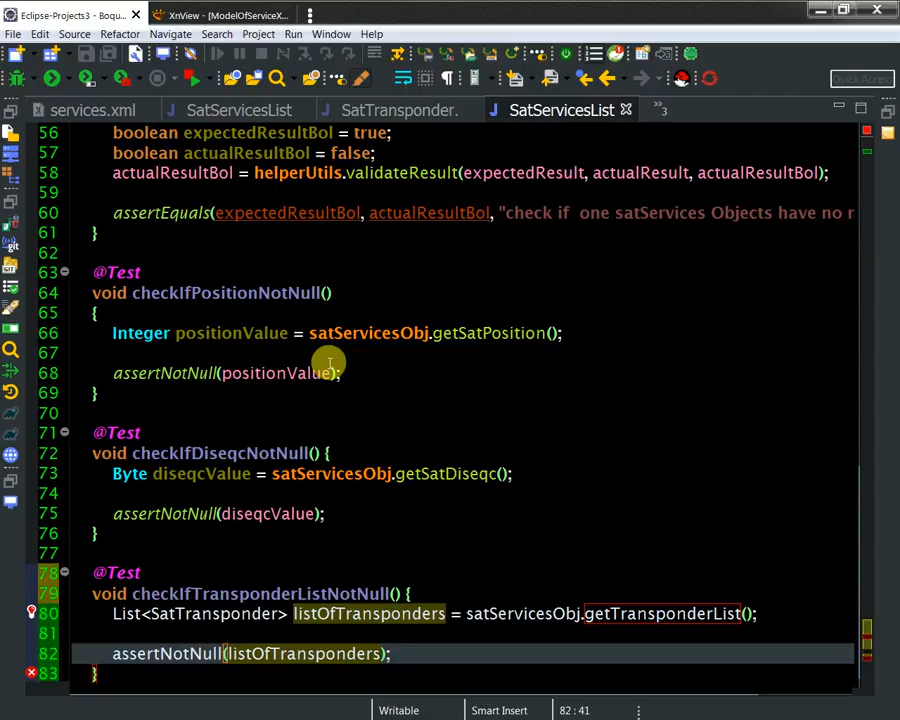 Eclipse-Projects3 - Boqu...
XnView - [ModelOfServiceX...
File Edit Source Refactor Navigate Search Project Run Window Help
Quick Access
services.xml
SatServicesList
SatTransponder.
SatServicesList
»3
56 boolean expectedResultBol = true;
57 boolean actualResultBol = false;
58 actualResultBol = helperUtils.validateResult(expectedResult, actualResult, actualResultBol);
59
60 assertEquals(expectedResultBol, actualResultBol, "check if  one satServices Objects have no r
61 }
62
63 @Test
64 void checkIfPositionNotNull()
65 {
66 Integer positionValue = satServicesObj.getSatPosition();
67
68 assertNotNull(positionValue);
69 }
70
71 @Test
72 void checkIfDiseqcNotNull() {
73 Byte diseqcValue = satServicesObj.getSatDiseqc();
74
75 assertNotNull(diseqcValue);
76 }
77
78 @Test
79 void checkIfTransponderListNotNull() {
80 List<SatTransponder> listOfTransponders = satServicesObj.getTransponderList();
81
82 assertNotNull(listOfTransponders);
83 }
Writable Smart Insert 82 : 41